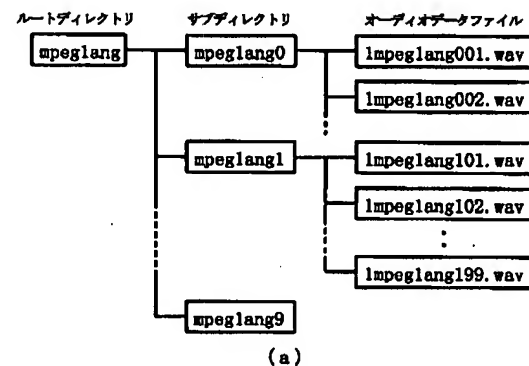 ルートディレクトリ サブディレクトリ オーディオデータファイル
mpeglang mpeglang0 lmpeglang001.wav
lmpeglang002.wav
mpeglang1 lmpeglang101.wav
lmpeglang102.wav
lmpeglang199.wav
mpeglang9
(a)